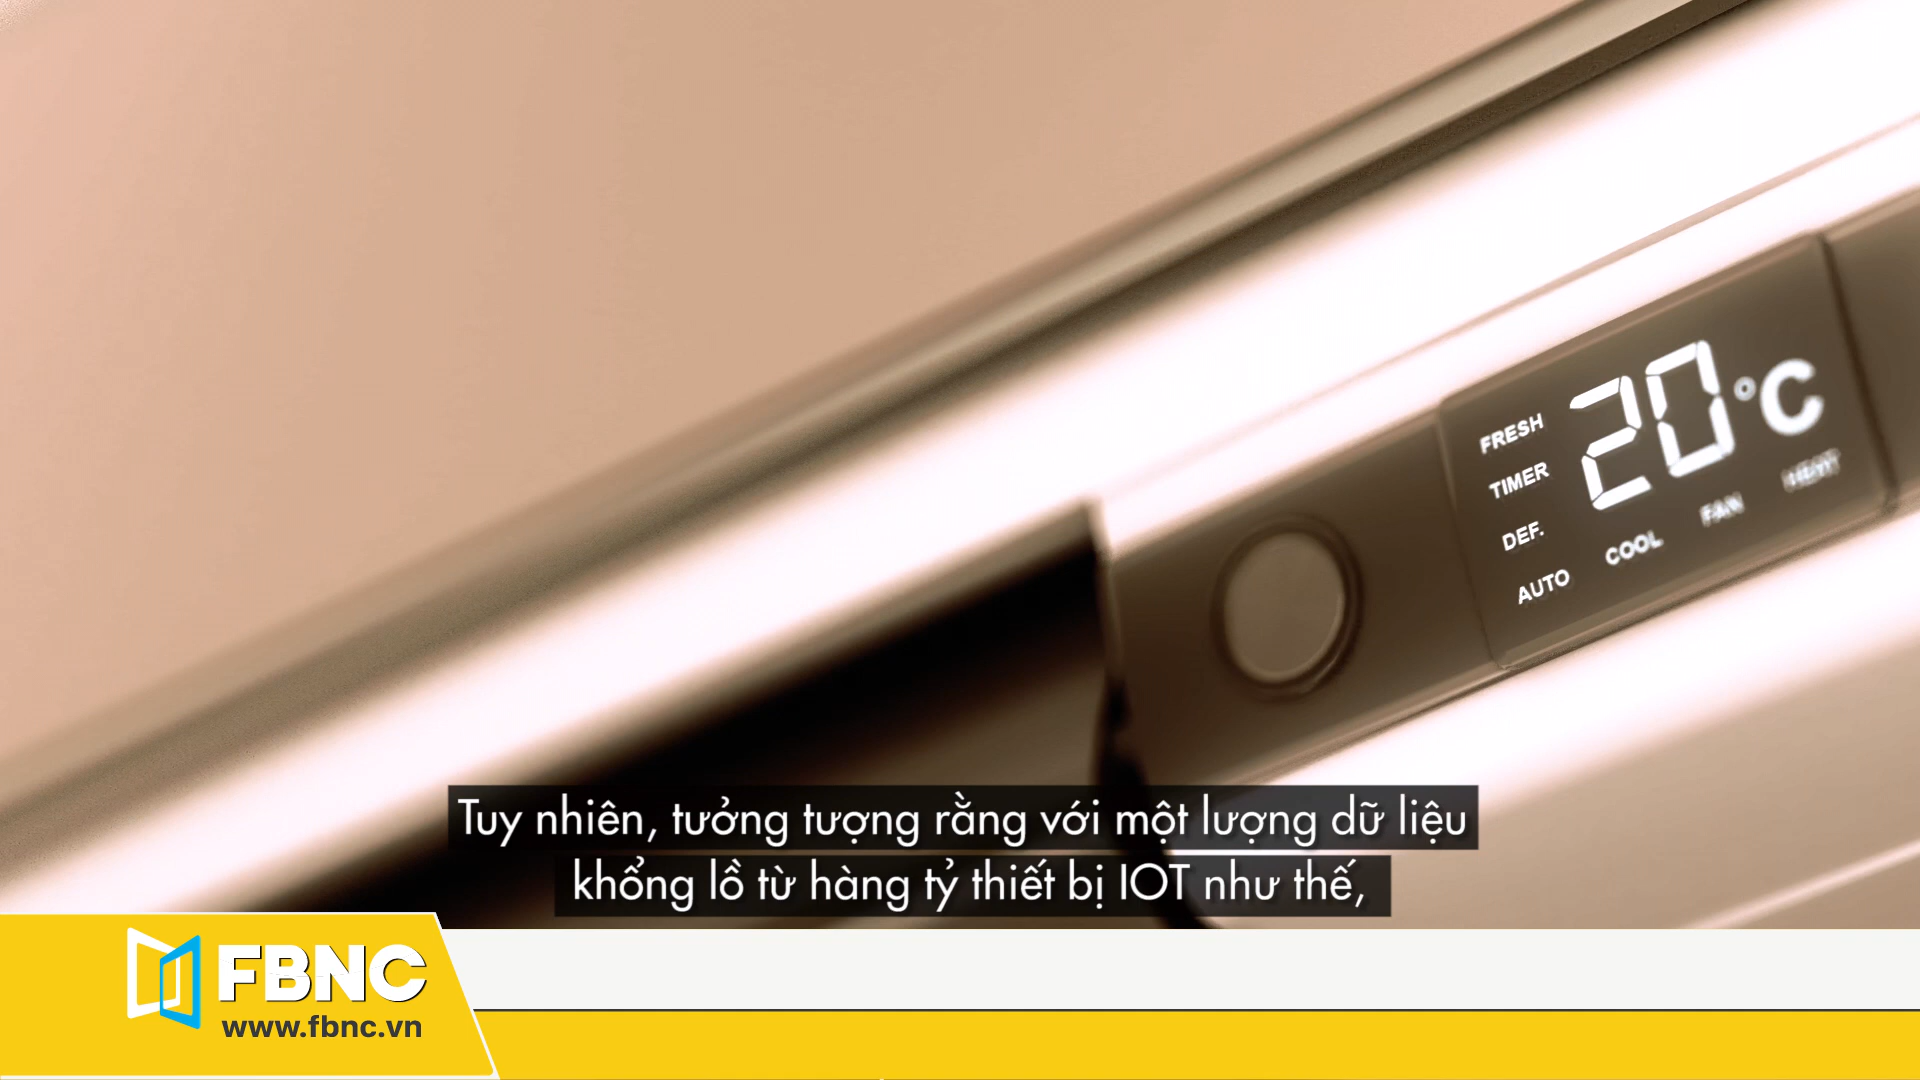 FRESH
20°C
TIMER
DEF.
AUTO
COOL
FAN
HEAT
Tuy nhiên, tưởng tượng rằng với một lượng dữ liệu
khổng lồ từ hàng tỷ thiết bị IOT như thế,
FBNC
www.fbnc.vn